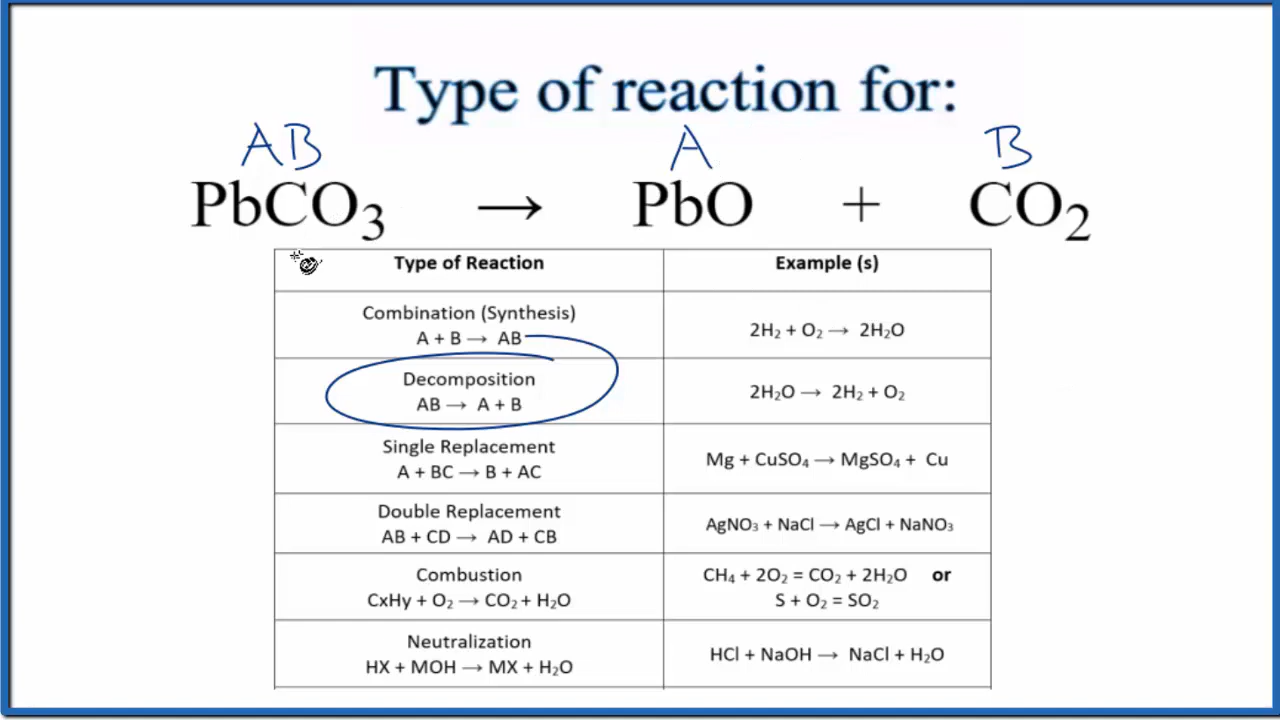 Type of reaction for:
AB A B
PbCO₃ → PbO + CO₂
Type of Reaction Example (s)
Combination (Synthesis)
A + B → AB
2H₂ + O₂ → 2H₂O
Decomposition
AB → A + B
2H₂O → 2H₂ + O₂
Single Replacement
A + BC → B + AC
Mg + CuSO₄ → MgSO₄ + Cu
Double Replacement
AB + CD → AD + CB
AgNO₃ + NaCl → AgCl + NaNO₃
Combustion
CxHy + O₂ → CO₂ + H₂O
CH₄ + 2O₂ = CO₂ + 2H₂O or
S + O₂ = SO₂
Neutralization
HX + MOH → MX + H₂O
HCl + NaOH → NaCl + H₂O